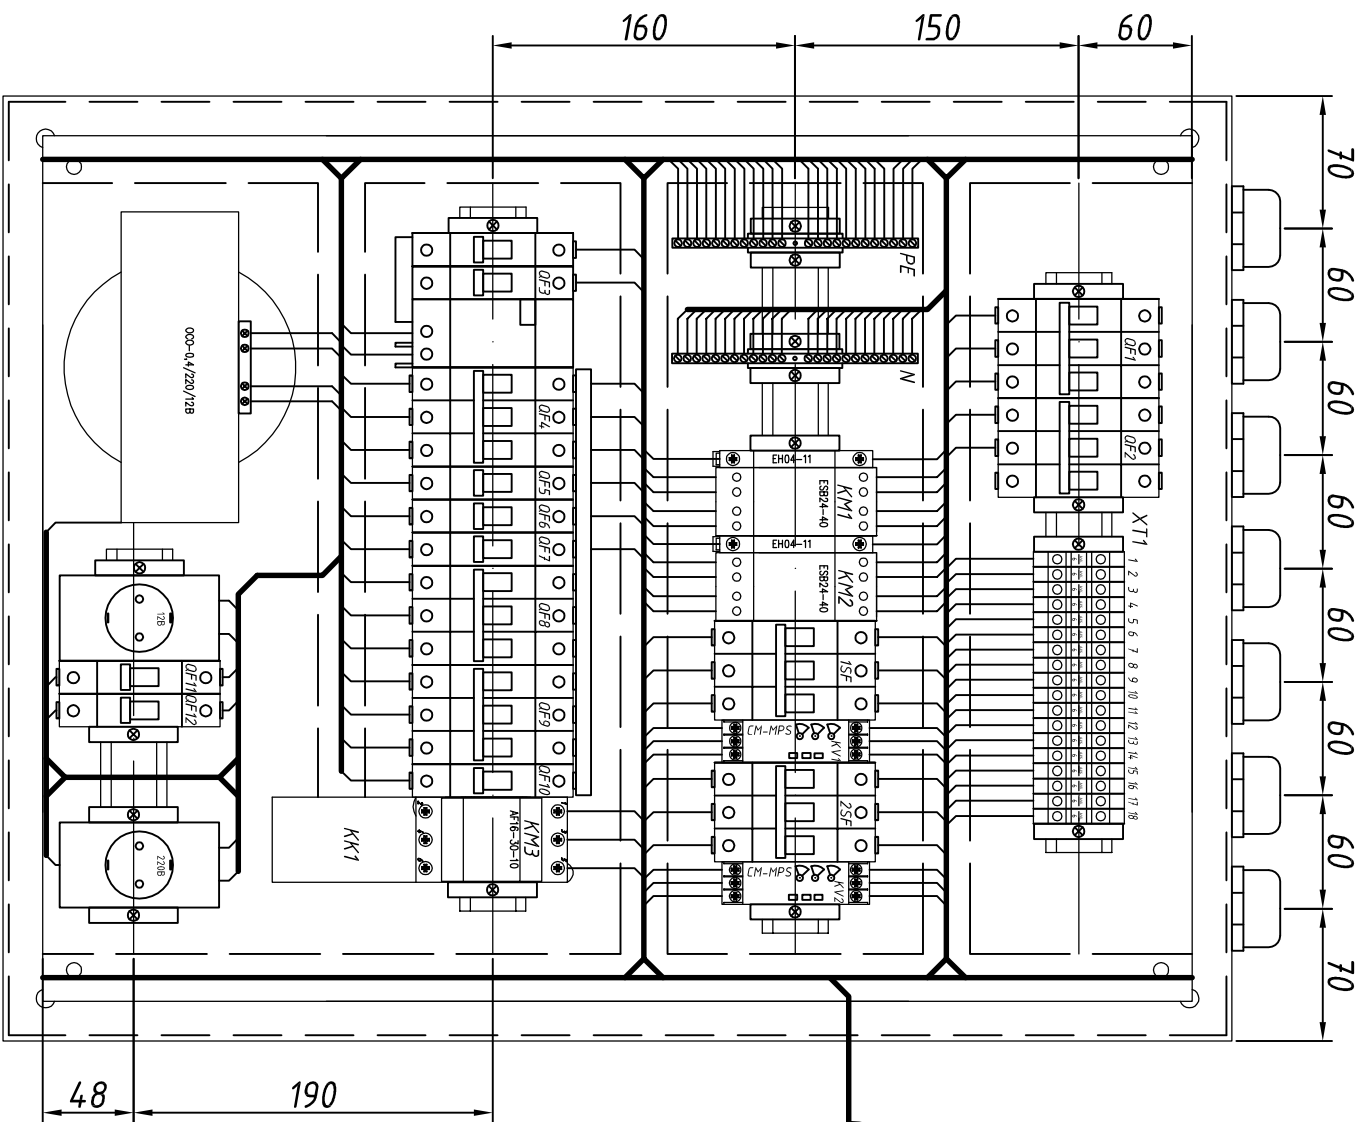 160
150
60
70
60
60
60
60
60
60
70
PE
N
QF3
QF4
QF5
QF6
QF7
QF8
QF9
QF10
ОСО-0,4/220/12В
12В
QF11
QF12
220В
KK1
KM3
AF16-30-10
EH04-11
KM1
ESB24-40
EH04-11
KM2
ESB24-40
1SF
CM-MPS
KV1
2SF
CM-MPS
KV2
QF1
QF2
XT1
1
2
3
4
5
6
7
8
9
10
11
12
13
14
15
16
17
18
48
190